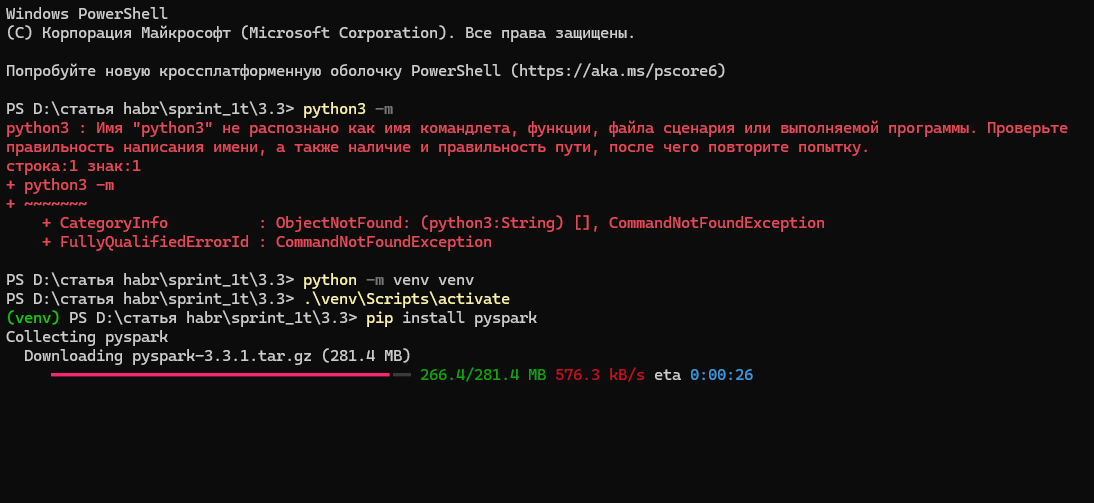 Windows PowerShell
(C) Корпорация Майкрософт (Microsoft Corporation). Все права защищены.
Попробуйте новую кроссплатформенную оболочку PowerShell (https://aka.ms/pscore6)
PS D:\статья habr\sprint_1t\3.3> python3 -m
python3 : Имя "python3" не распознано как имя командлета, функции, файла сценария или выполняемой программы. Проверьте
правильность написания имени, а также наличие и правильность пути, после чего повторите попытку.
строка:1 знак:1
+ python3 -m
+ ~~~~~~~
    + CategoryInfo          : ObjectNotFound: (python3:String) [], CommandNotFoundException
    + FullyQualifiedErrorId : CommandNotFoundException
PS D:\статья habr\sprint_1t\3.3> python -m venv venv
PS D:\статья habr\sprint_1t\3.3> .\venv\Scripts\activate
(venv) PS D:\статья habr\sprint_1t\3.3> pip install pyspark
Collecting pyspark
  Downloading pyspark-3.3.1.tar.gz (281.4 MB)
266.4/281.4 MB 576.3 kB/s eta 0:00:26